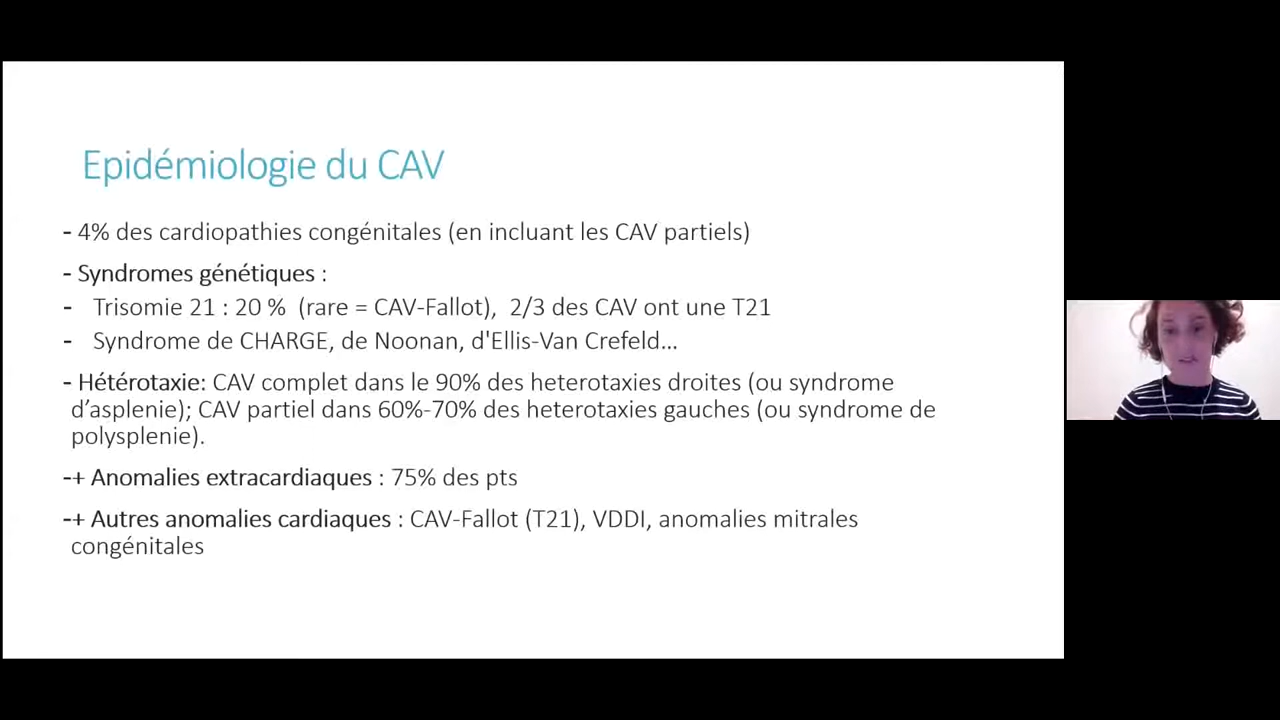 Epidémiologie du CAV
- 4% des cardiopathies congénitales (en incluant les CAV partiels)
- Syndromes génétiques :
- Trisomie 21 : 20 % (rare = CAV-Fallot), 2/3 des CAV ont une T21
- Syndrome de CHARGE, de Noonan, d'Ellis-Van Crefeld...
- Hétérotaxie: CAV complet dans le 90% des heterotaxies droites (ou syndrome
d'asplenie); CAV partiel dans 60%-70% des heterotaxies gauches (ou syndrome de
polysplenie).
-+ Anomalies extracardiaques : 75% des pts
-+ Autres anomalies cardiaques : CAV-Fallot (T21), VDDI, anomalies mitrales
congénitales